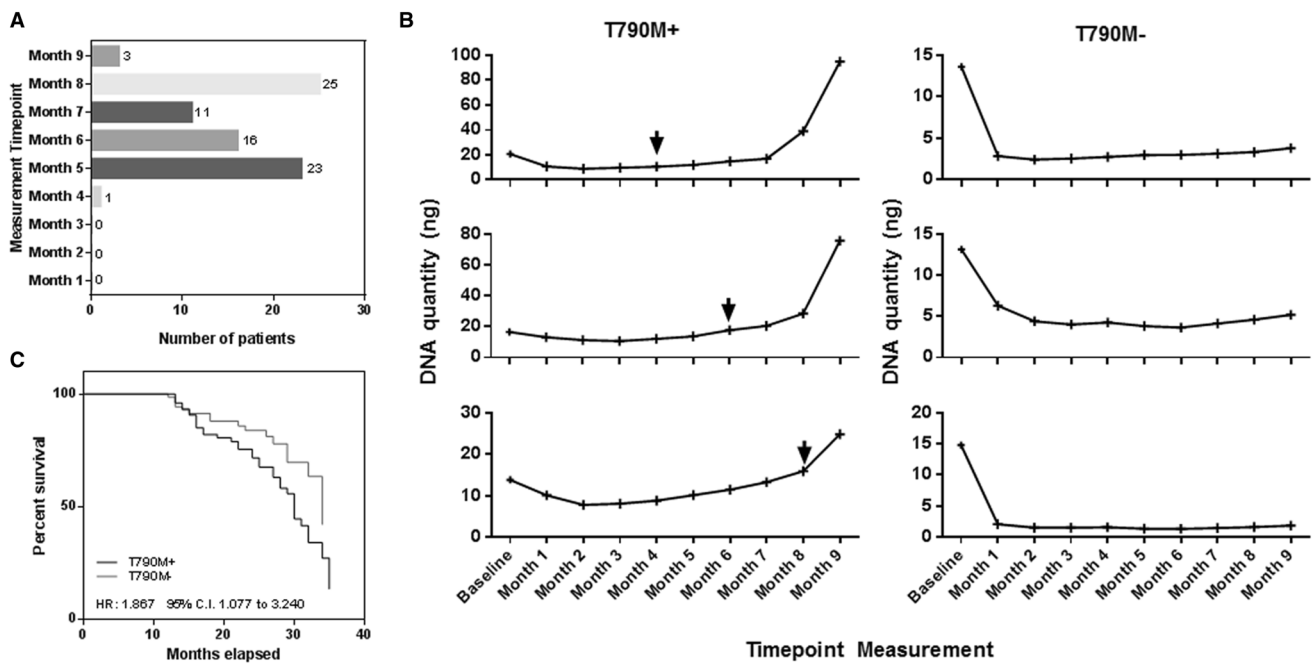 A
Measurement Timepoint
Month 9
3
Month 8
25
Month 7
11
Month 6
16
Month 5
23
Month 4
1
Month 3
0
Month 2
0
Month 1
0
0
10
20
30
Number of patients
B
T790M+
T790M-
DNA quantity (ng)
100
80
60
40
20
0
80
60
40
20
0
30
20
10
0
Baseline
Month 1
Month 2
Month 3
Month 4
Month 5
Month 6
Month 7
Month 8
Month 9
DNA quantity (ng)
15
10
5
0
15
10
5
0
20
15
10
5
0
Baseline
Month 1
Month 2
Month 3
Month 4
Month 5
Month 6
Month 7
Month 8
Month 9
Timepoint Measurement
C
Percent survival
100
50
0
T790M+
T790M-
HR: 1.867 95% C.I. 1.077 to 3.240
0
10
20
30
40
Months elapsed